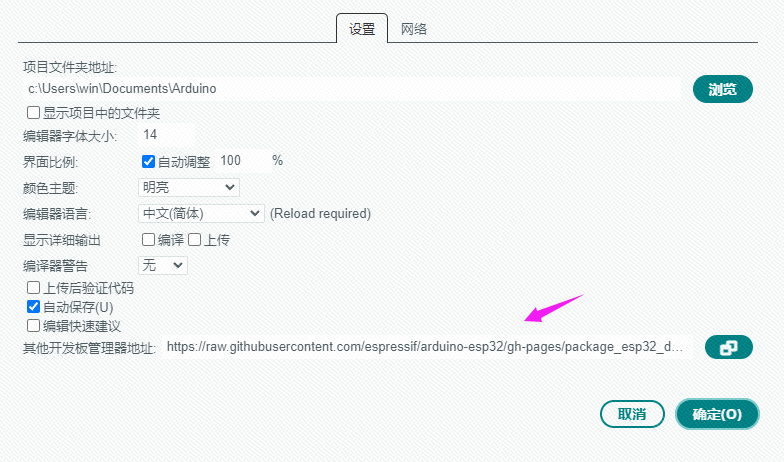 设置 网络
项目文件夹地址:
c:\Users\win\Documents\Arduino 浏览
显示项目中的文件夹
编辑器字体大小: 14
界面比例: 自动调整 100 %
颜色主题: 明亮
编辑器语言: 中文(简体) (Reload required)
显示详细输出 编译 上传
编译器警告 无
上传后验证代码
自动保存(U)
编辑快速建议
其他开发板管理器地址: https://raw.githubusercontent.com/espressif/arduino-esp32/gh-pages/package_esp32_d...
取消 确定(O)